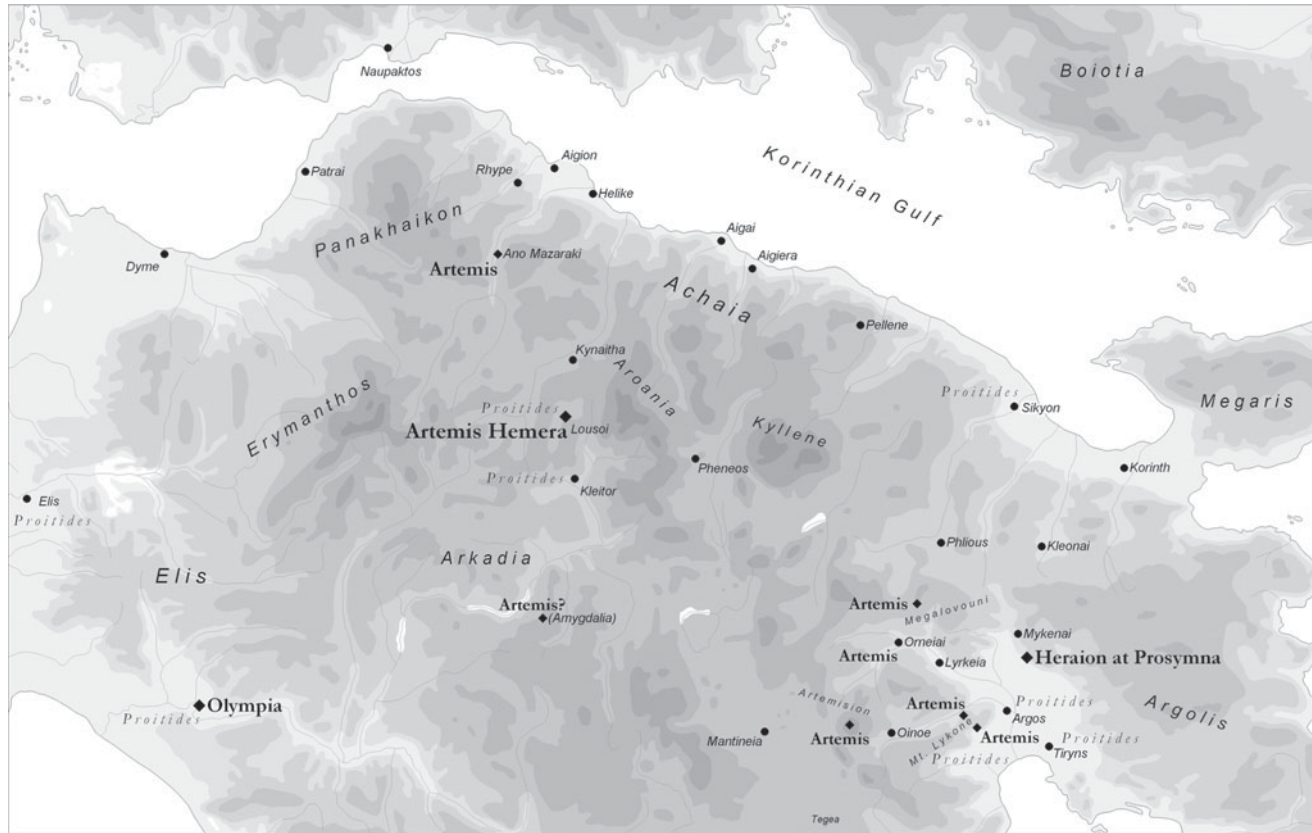 Naupaktos
Boiotia
Korinthian Gulf
Patrai
Rhype
Aigion
Helike
Panakhaikon
Aigai
Dyme
Ano Mazaraki
Artemis
Aigiera
Achaia
Pellene
Kynaitha
Aroania
Erymanthos
Proitides
Artemis Hemera
Lousoi
Kyllene
Proitides
Sikyon
Megaris
Pheneos
Korinth
Proitides
Kleitor
Elis
Proitides
Phlious
Kleonai
Arkadia
Elis
Artemis?
(Amygdalia)
Artemis
Megalovouni
Mykenai
Orneiai
Artemis
Lyrkeia
Heraion at Prosymna
Olympia
Proitides
Artemision
Artemis
Proitides
Argos
Argolis
Mantineia
Artemis
Oinoe
Mt. Lykone
Artemis
Proitides
Proitides
Tiryns
Tegea